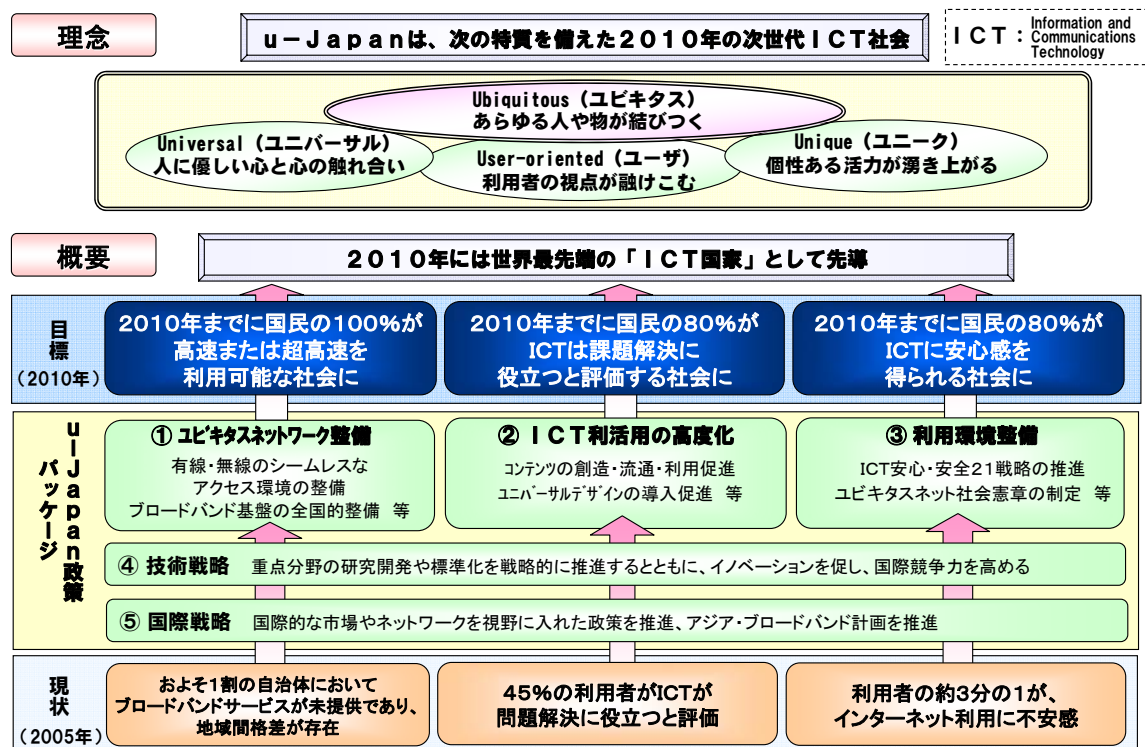 理念
u－Japanは、次の特質を備えた２０１０年の次世代ＩＣＴ社会
ＩＣＴ：
Information and
Communications
Technology
Ubiquitous（ユビキタス）
あらゆる人や物が結びつく
Universal（ユニバーサル）
人に優しい心と心の触れ合い
User-oriented（ユーザ）
利用者の視点が融けこむ
Unique（ユニーク）
個性ある活力が湧き上がる
概要
２０１０年には世界最先端の「ＩＣＴ国家」として先導
目標
（2010年）
2010年までに国民の100％が
高速または超高速を
利用可能な社会に
2010年までに国民の80％が
ICTは課題解決に
役立つと評価する社会に
2010年までに国民の80％が
ICTに安心感を
得られる社会に
u－Japan政策
パッケージ
① ユビキタスネットワーク整備
有線・無線のシームレスな
アクセス環境の整備
ブロードバンド基盤の全国的整備　等
② ＩＣＴ利活用の高度化
コンテンツの創造・流通・利用促進
ユニバーサルデザインの導入促進　等
③ 利用環境整備
ICT安心・安全２１戦略の推進
ユビキタスネット社会憲章の制定　等
④ 技術戦略　重点分野の研究開発や標準化を戦略的に推進するとともに、イノベーションを促し、国際競争力を高める
⑤ 国際戦略　国際的な市場やネットワークを視野に入れた政策を推進、アジア・ブロードバンド計画を推進
現状
（2005年）
およそ１割の自治体において
ブロードバンドサービスが未提供であり、
地域間格差が存在
45％の利用者がICTが
問題解決に役立つと評価
利用者の約３分の１が、
インターネット利用に不安感